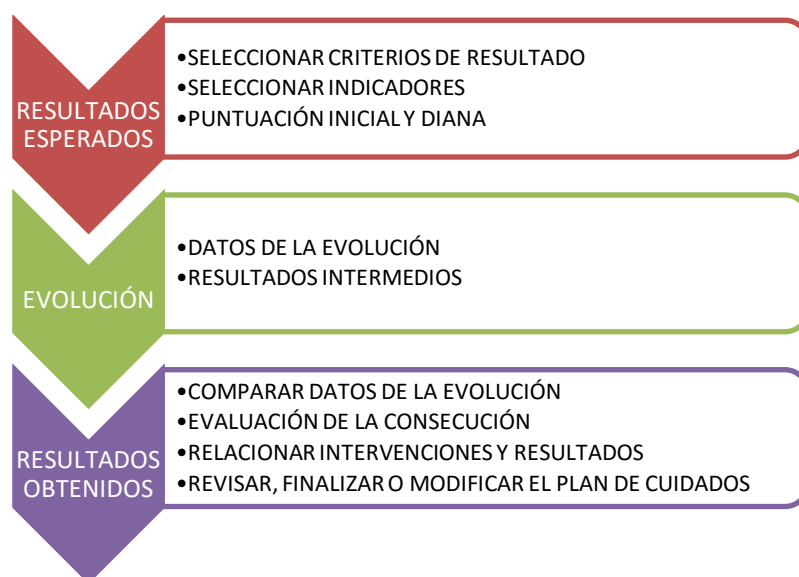 RESULTADOS
ESPERADOS
•SELECCIONAR CRITERIOS DE RESULTADO
•SELECCIONAR INDICADORES
•PUNTUACIÓN INICIAL Y DIANA
EVOLUCIÓN
•DATOS DE LA EVOLUCIÓN
•RESULTADOS INTERMEDIOS
RESULTADOS
OBTENIDOS
•COMPARAR DATOS DE LA EVOLUCIÓN
•EVALUACIÓN DE LA CONSECUCIÓN
•RELACIONAR INTERVENCIONES Y RESULTADOS
•REVISAR, FINALIZAR O MODIFICAR EL PLAN DE CUIDADOS